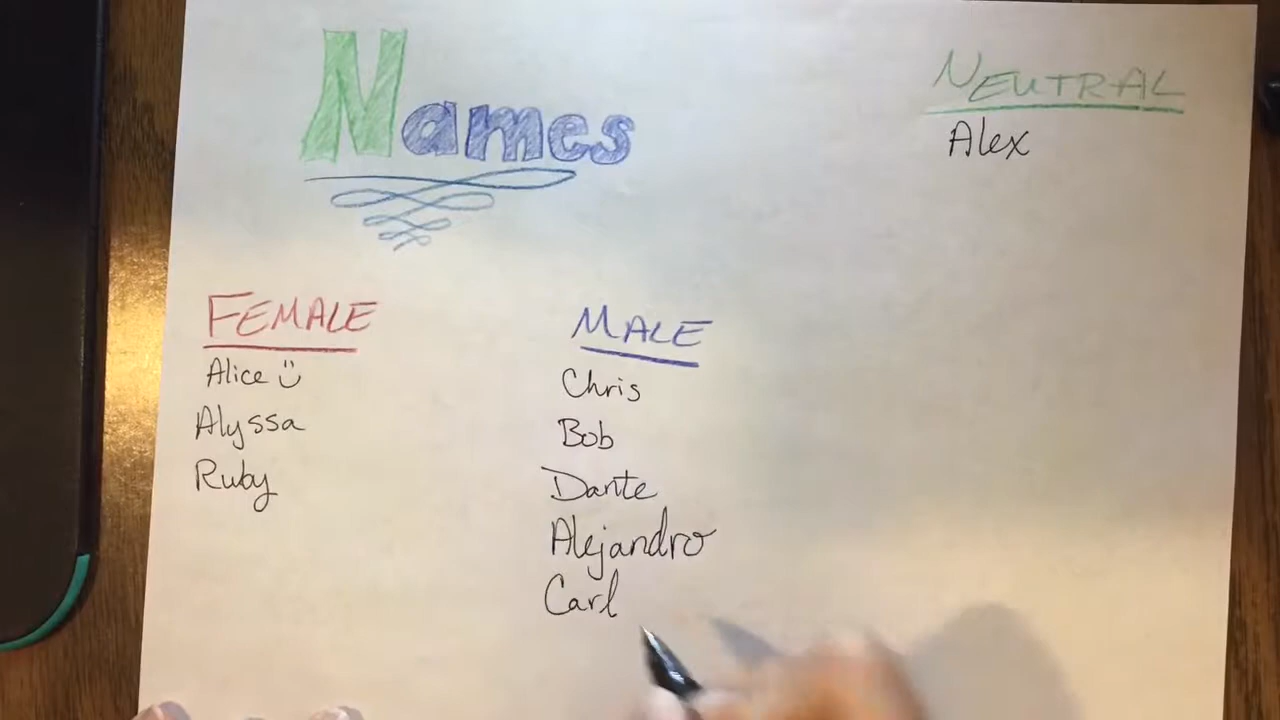 Names
NEUTRAL
Alex
FEMALE
Alice :)
Alyssa
Ruby
MALE
Chris
Bob
Dante
Alejandro
Carl